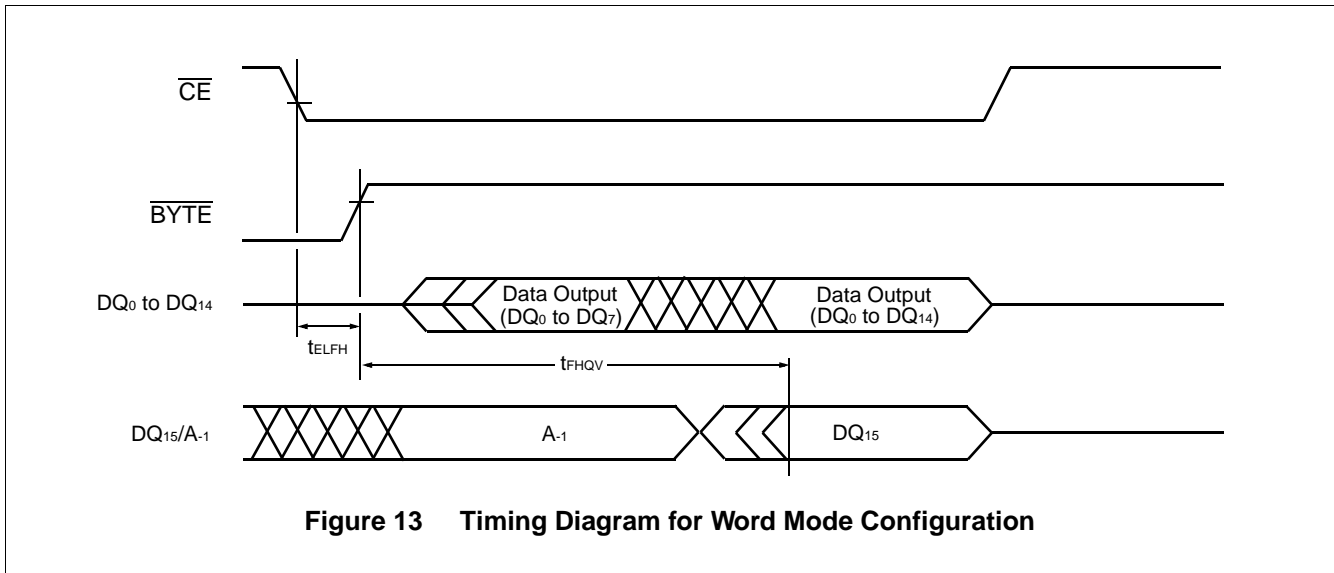 CE
BYTE
DQ0 to DQ14
Data Output
(DQ0 to DQ7)
Data Output
(DQ0 to DQ14)
tELFH
tFHQV
DQ15/A-1
A-1
DQ15
Figure 13 Timing Diagram for Word Mode Configuration